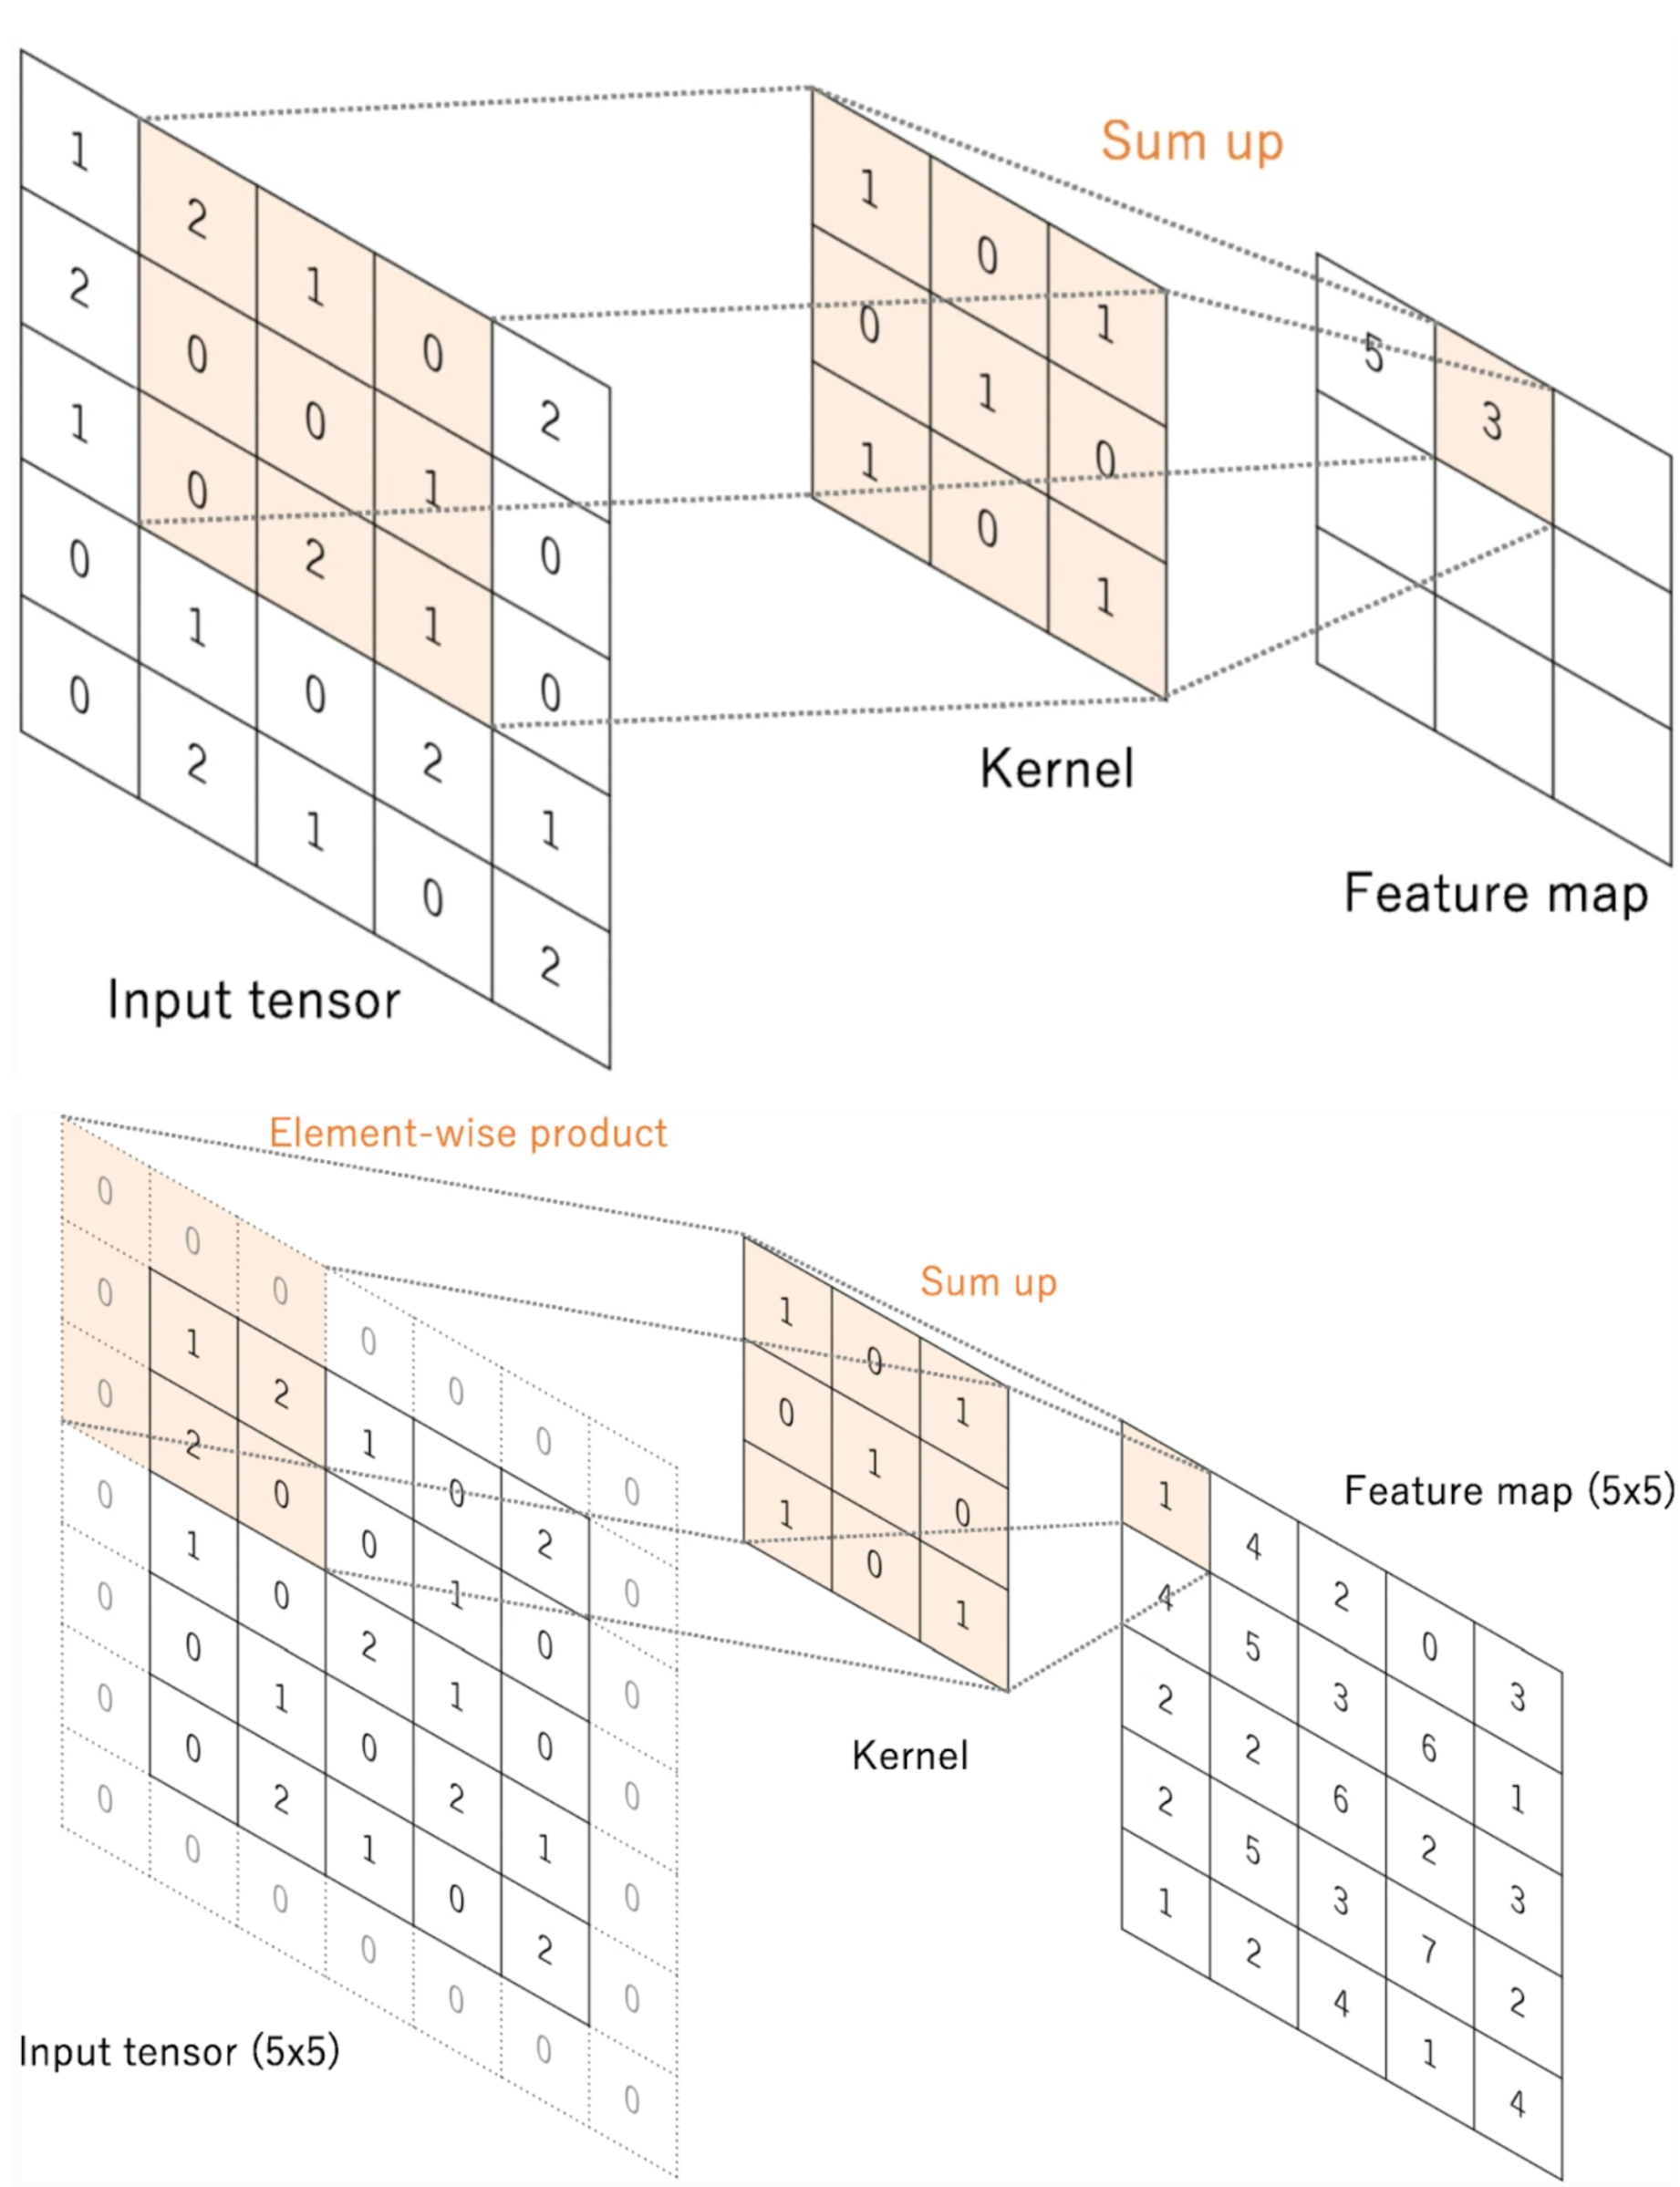 1 2 1 0 2
2 0 0 1 0
1 0 2 1 0
0 1 0 2 1
0 2 1 0 2
Input tensor
1 0 1
0 1 0
1 0 1
Kernel
Sum up
5 3
Feature map
Element-wise product
0 0 0 0 0 0 0
0 1 2 1 0 2 0
0 2 0 0 1 0 0
0 1 0 2 1 0 0
0 0 1 0 2 1 0
0 0 2 1 0 2 0
0 0 0 0 0 0 0
Input tensor (5x5)
Sum up
1 0 1
0 1 0
1 0 1
Kernel
Feature map (5x5)
1 4 2 0 3
4 5 3 6 1
2 2 6 2 3
2 5 3 7 2
1 2 4 1 4